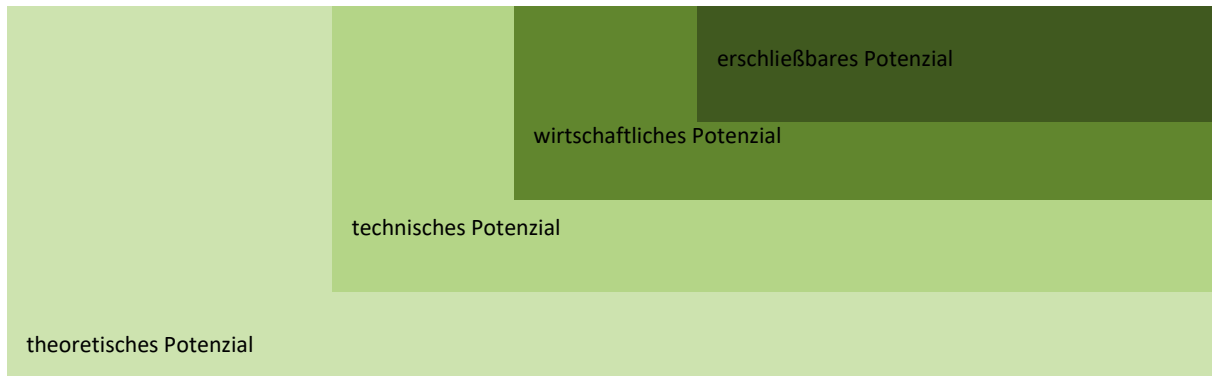 erschließbares Potenzial
wirtschaftliches Potenzial
technisches Potenzial
theoretisches Potenzial